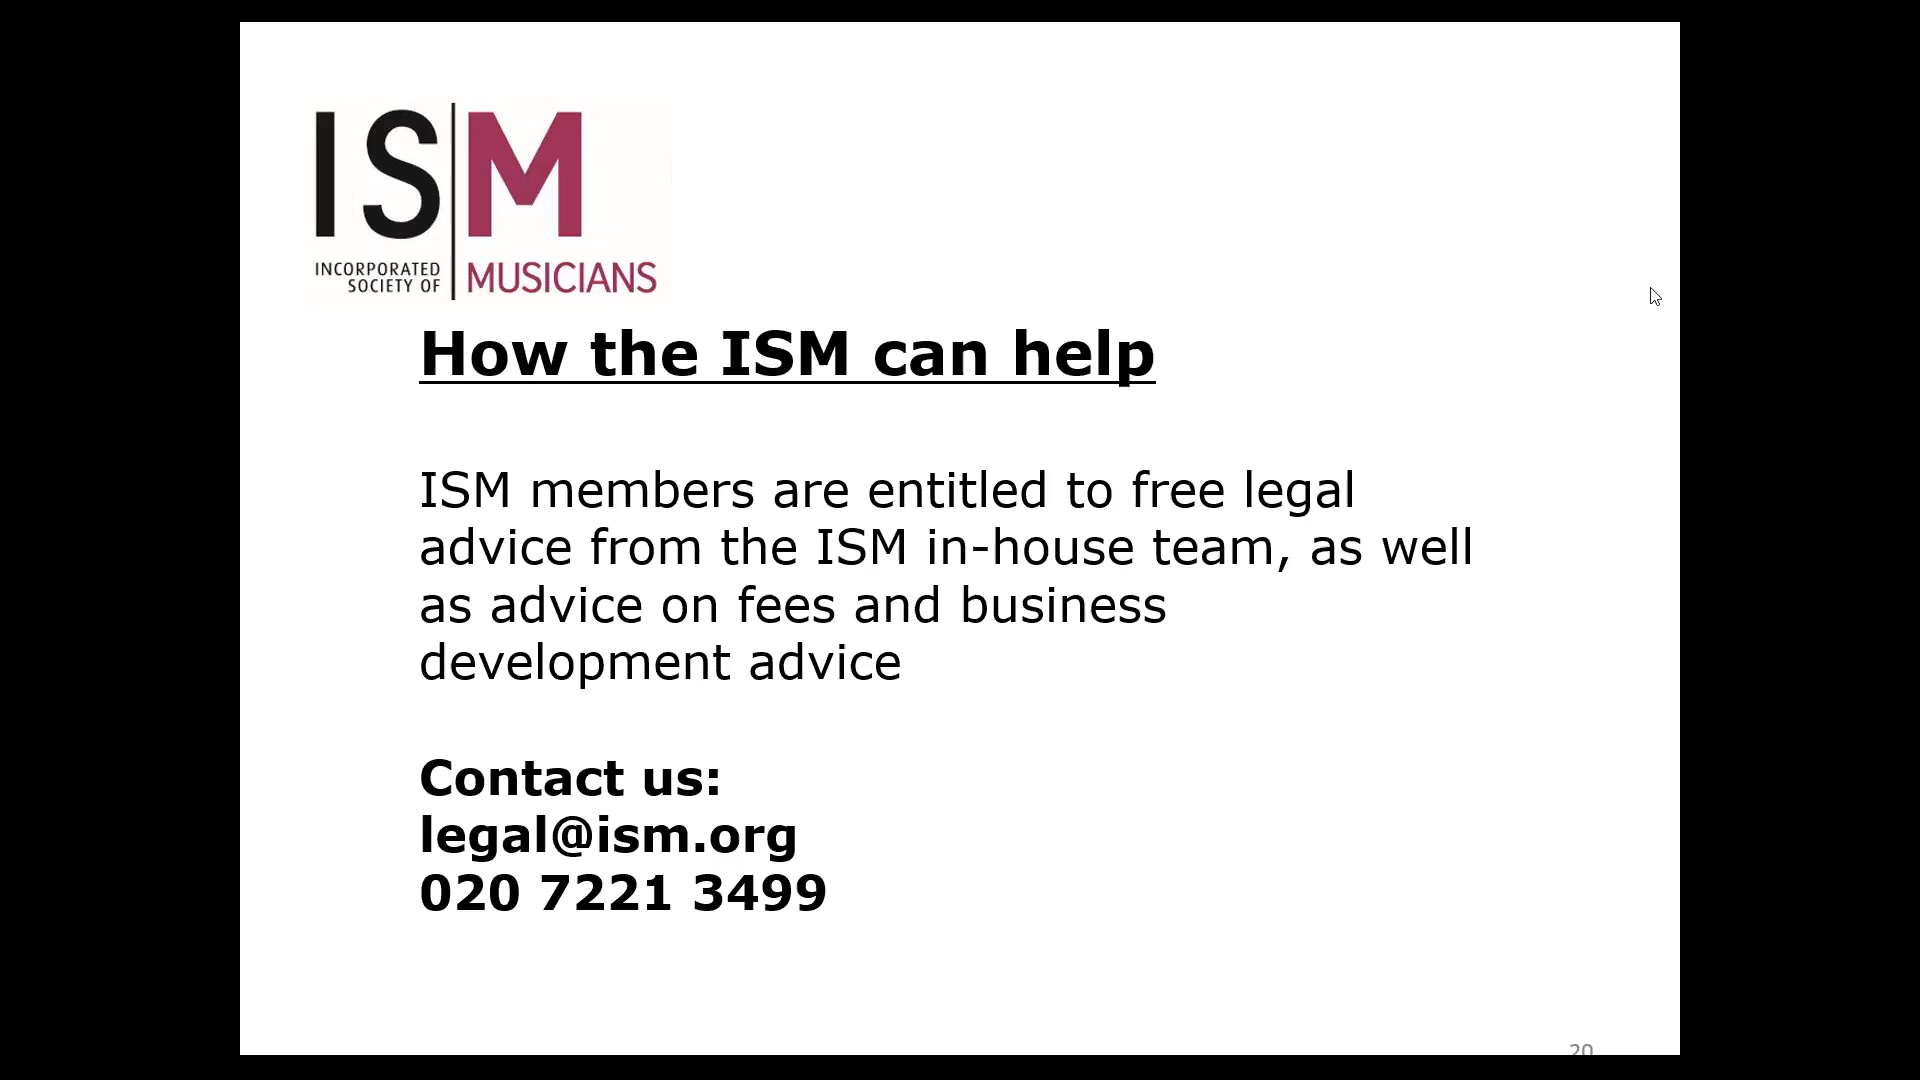 ISM
INCORPORATED
SOCIETY OF
MUSICIANS
How the ISM can help
ISM members are entitled to free legal
advice from the ISM in-house team, as well
as advice on fees and business
development advice
Contact us:
legal@ism.org
020 7221 3499
20